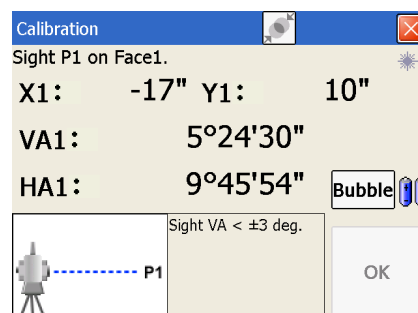 Calibration
Sight P1 on Face1.
X1: -17" Y1: 10"
VA1: 5°24'30"
HA1: 9°45'54"
Bubble
Sight VA < ±3 deg.
P1
OK